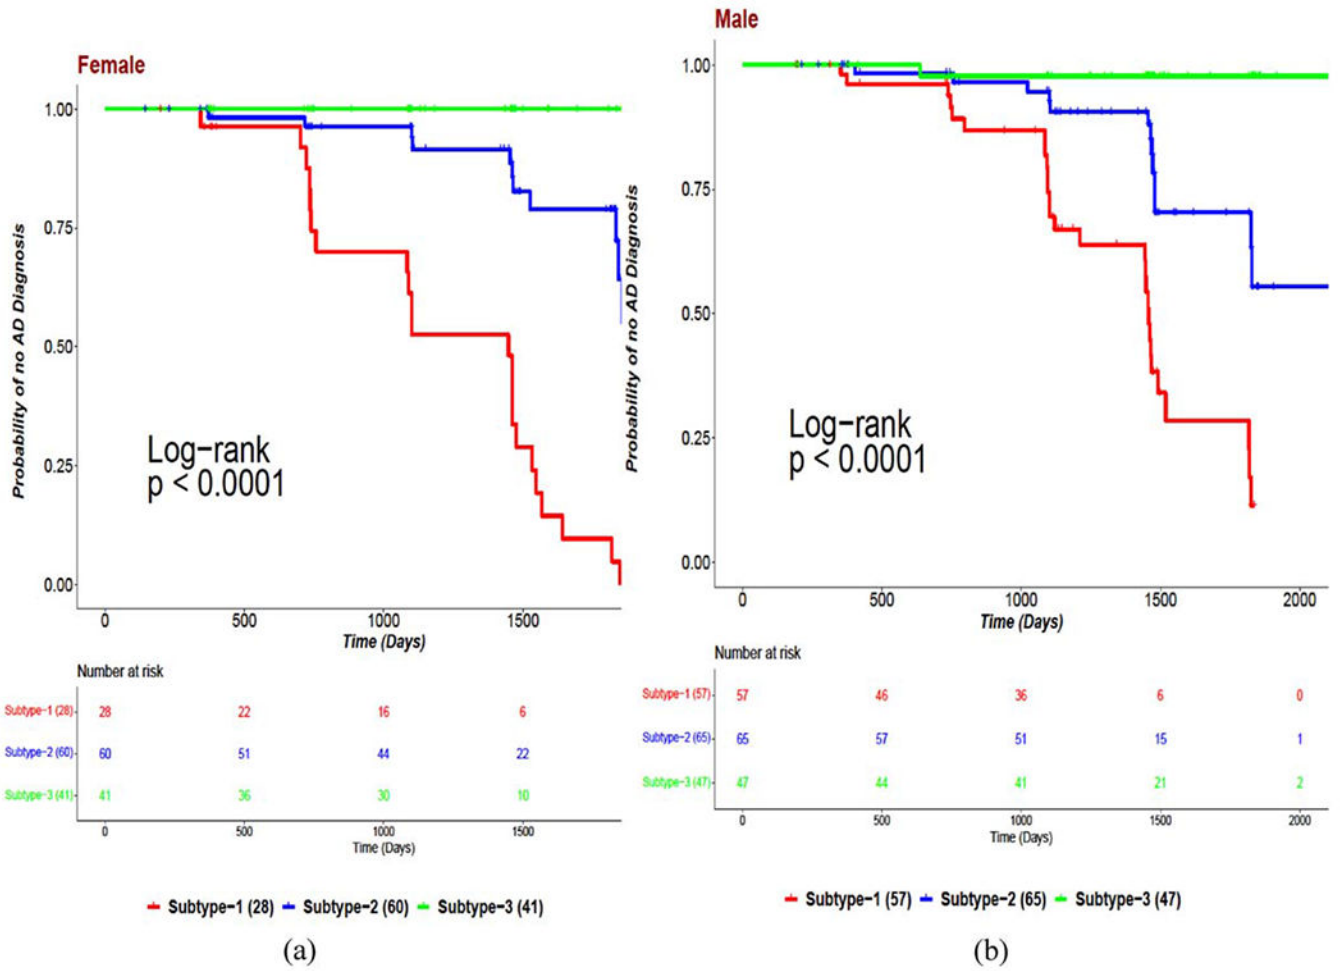 Female
Probability of no AD Diagnosis
1.00
0.75
0.50
0.25
0.00
Log-rank
p < 0.0001
0 500 1000 1500
Time (Days)
Number at risk
Subtype-1 (28) 28 22 16 6
Subtype-2 (60) 60 51 44 22
Subtype-3 (41) 41 36 30 10
0 500 1000 1500
Time (Days)
Subtype-1 (28) Subtype-2 (60) Subtype-3 (41)
(a)
Male
Probability of no AD Diagnosis
1.00
0.75
0.50
0.25
0.00
Log-rank
p < 0.0001
0 500 1000 1500 2000
Time (Days)
Number at risk
Subtype-1 (57) 57 46 36 6 0
Subtype-2 (65) 65 57 51 15 1
Subtype-3 (47) 47 44 41 21 2
0 500 1000 1500 2000
Time (Days)
Subtype-1 (57) Subtype-2 (65) Subtype-3 (47)
(b)